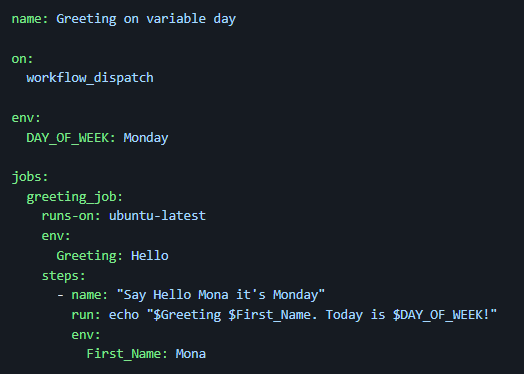 name: Greeting on variable day
on:
workflow_dispatch
env:
DAY_OF_WEEK: Monday
jobs:
greeting_job:
runs-on: ubuntu-latest
env:
Greeting: Hello
steps:
- name: "Say Hello Mona it's Monday"
run: echo "$Greeting $First_Name. Today is $DAY_OF_WEEK!"
env:
First_Name: Mona